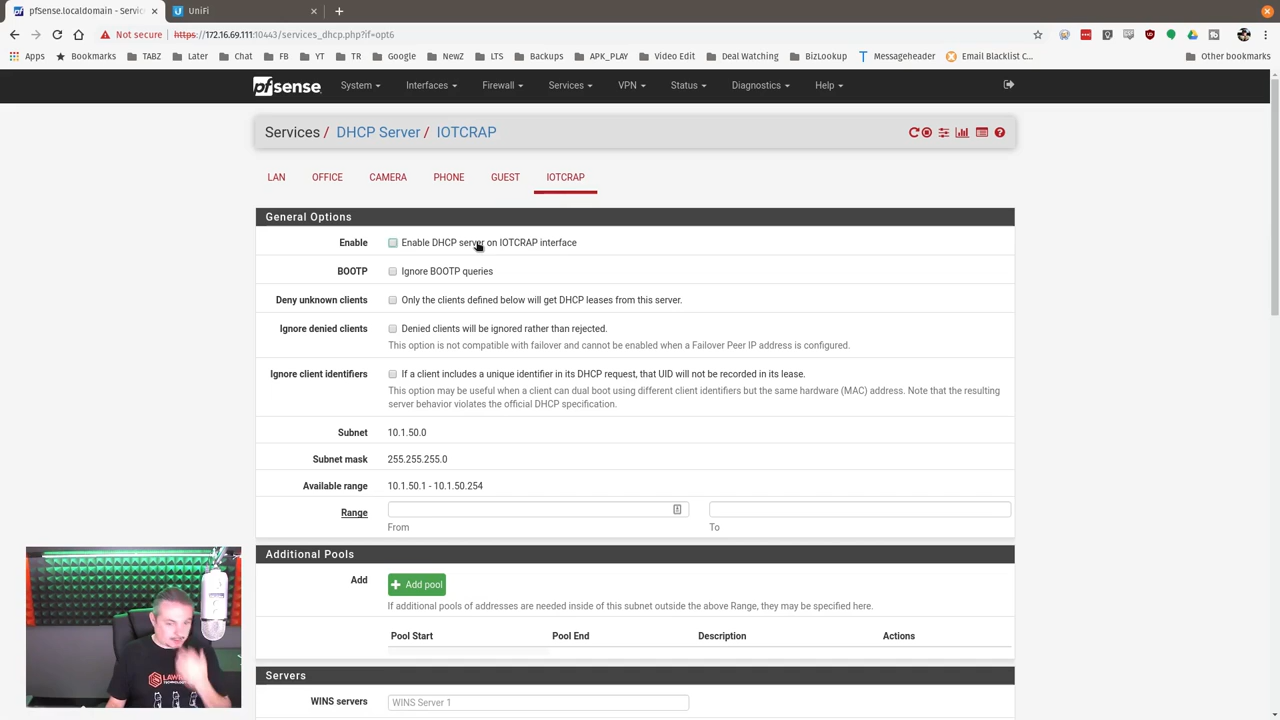 pfsense.localdomain - Servic
UniFi
Not secure
https://172.16.69.111:10443/services_dhcp.php?if=opt6
Apps
Bookmarks
TABZ
Later
Chat
FB
YT
TR
Google
NewZ
LTS
Backups
APK_PLAY
Video Edit
Deal Watching
BizLookup
Messageheader
Email Blacklist C...
Other bookmarks
pfsense
System
Interfaces
Firewall
Services
VPN
Status
Diagnostics
Help
Services / DHCP Server / IOTCRAP
LAN
OFFICE
CAMERA
PHONE
GUEST
IOTCRAP
General Options
Enable
Enable DHCP server on IOTCRAP interface
BOOTP
Ignore BOOTP queries
Deny unknown clients
Only the clients defined below will get DHCP leases from this server.
Ignore denied clients
Denied clients will be ignored rather than rejected.
This option is not compatible with failover and cannot be enabled when a Failover Peer IP address is configured.
Ignore client identifiers
If a client includes a unique identifier in its DHCP request, that UID will not be recorded in its lease.
This option may be useful when a client can dual boot using different client identifiers but the same hardware (MAC) address. Note that the resulting
server behavior violates the official DHCP specification.
Subnet
10.1.50.0
Subnet mask
255.255.255.0
Available range
10.1.50.1 - 10.1.50.254
Range
From
To
Additional Pools
Add
Add pool
If additional pools of addresses are needed inside of this subnet outside the above Range, they may be specified here.
Pool Start
Pool End
Description
Actions
Servers
WINS servers
WINS Server 1